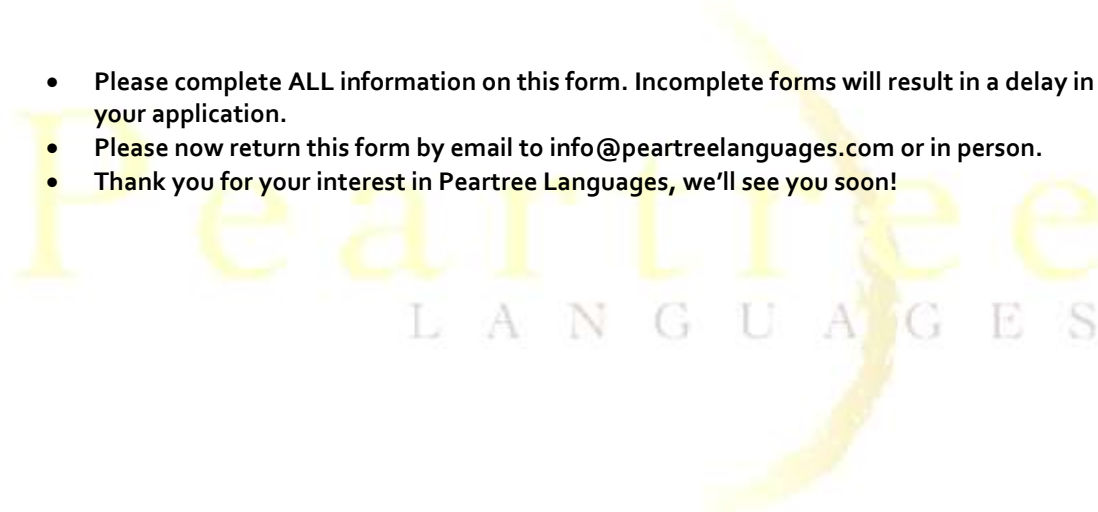 • Please complete ALL information on this form. Incomplete forms will result in a delay in
your application.
• Please now return this form by email to info@peartreelanguages.com or in person.
• Thank you for your interest in Peartree Languages, we’ll see you soon!
Peartree
LANGUAGES